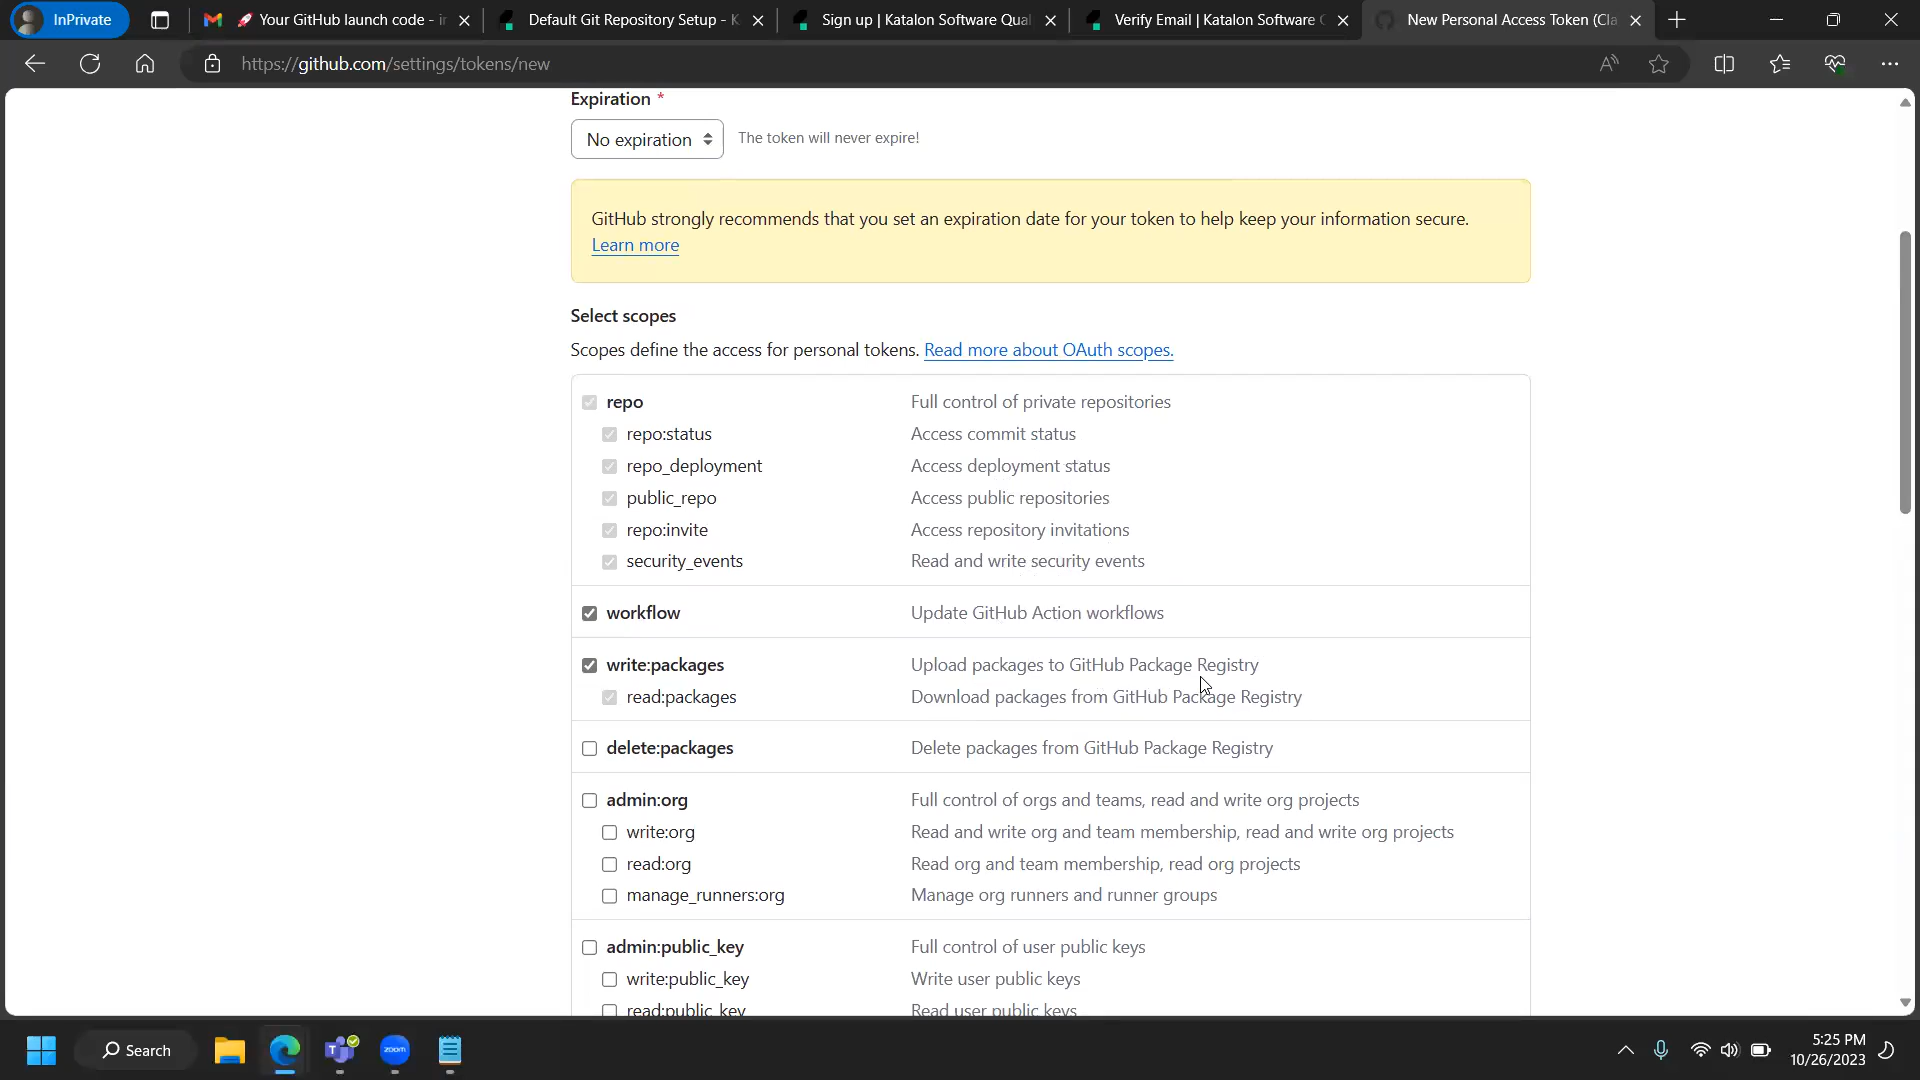 InPrivate
Your GitHub launch code - i
Default Git Repository Setup - K
Sign up | Katalon Software Qual
Verify Email | Katalon Software Q
New Personal Access Token (Cla
https://github.com/settings/tokens/new
Expiration *
No expiration The token will never expire!
GitHub strongly recommends that you set an expiration date for your token to help keep your information secure.
Learn more
Select scopes
Scopes define the access for personal tokens. Read more about OAuth scopes.
repo Full control of private repositories
repo:status Access commit status
repo_deployment Access deployment status
public_repo Access public repositories
repo:invite Access repository invitations
security_events Read and write security events
workflow Update GitHub Action workflows
write:packages Upload packages to GitHub Package Registry
read:packages Download packages from GitHub Package Registry
delete:packages Delete packages from GitHub Package Registry
admin:org Full control of orgs and teams, read and write org projects
write:org Read and write org and team membership, read and write org projects
read:org Read org and team membership, read org projects
manage_runners:org Manage org runners and runner groups
admin:public_key Full control of user public keys
write:public_key Write user public keys
read:public_key Read user public keys
Search
zoom
5:25 PM
10/26/2023